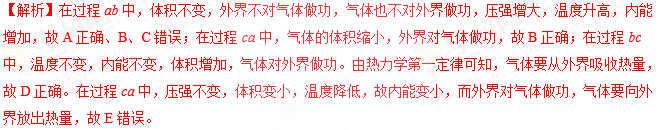 【解析】在过程 ab 中，体积不变，外界不对气体做功，气体也不对外界做功，压强增大，温度升高，内能
增加，故 A 正确、B、C 错误；在过程 ca 中，气体的体积缩小，外界对气体做功，故 B 正确；在过程 bc
中，温度不变，内能不变，体积增加，气体对外界做功。由热力学第一定律可知，气体要从外界吸收热量，
故 D 正确。在过程 ca 中，压强不变，体积变小，温度降低，故内能变小，而外界对气体做功，气体要向外
界放出热量，故 E 错误。